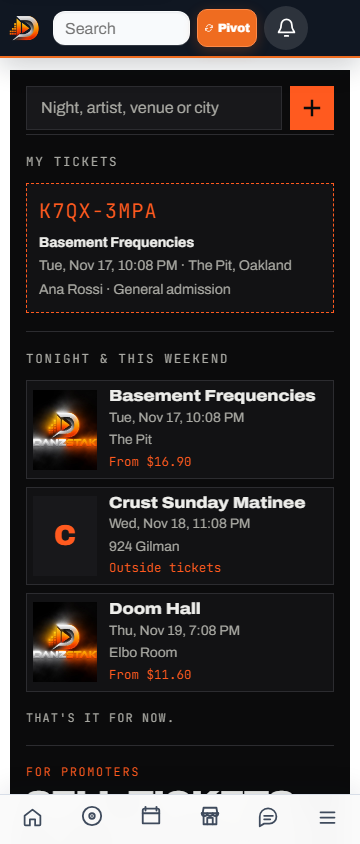 Search
Pivot
Night, artist, venue or city
MY TICKETS
K7QX-3MPA
Basement Frequencies
Tue, Nov 17, 10:08 PM · The Pit, Oakland
Ana Rossi · General admission
TONIGHT & THIS WEEKEND
Basement Frequencies
Tue, Nov 17, 10:08 PM
The Pit
From $16.90
DANZSTAK
C
Crust Sunday Matinee
Wed, Nov 18, 11:08 PM
924 Gilman
Outside tickets
Doom Hall
Thu, Nov 19, 7:08 PM
Elbo Room
From $11.60
DANZSTAK
THAT'S IT FOR NOW.
FOR PROMOTERS